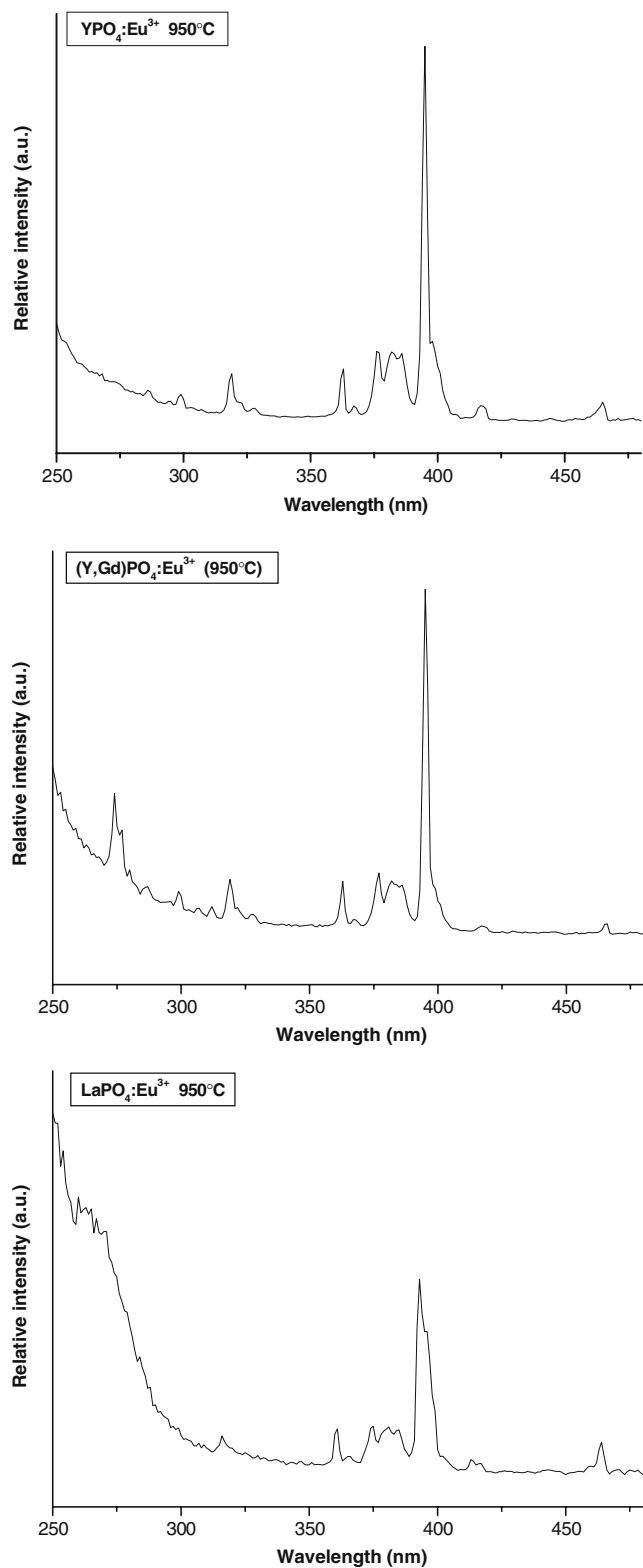 YPO₄:Eu³⁺ 950°C
Relative intensity (a.u.)
250 300 350 400 450
Wavelength (nm)
(Y,Gd)PO₄:Eu³⁺ (950°C)
Relative intensity (a.u.)
250 300 350 400 450
Wavelength (nm)
LaPO₄:Eu³⁺ 950°C
Relative intensity (a.u.)
250 300 350 400 450
Wavelength (nm)